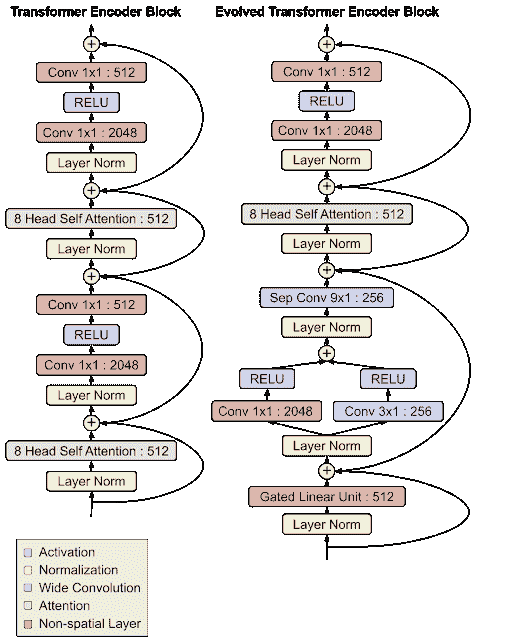 Transformer Encoder Block
+
Conv 1x1 : 512
RELU
Conv 1x1 : 2048
Layer Norm
+
8 Head Self Attention : 512
Layer Norm
+
Conv 1x1 : 512
RELU
Conv 1x1 : 2048
Layer Norm
+
8 Head Self Attention : 512
Layer Norm
Evolved Transformer Encoder Block
+
Conv 1x1 : 512
RELU
Conv 1x1 : 2048
Layer Norm
+
8 Head Self Attention : 512
Layer Norm
+
Sep Conv 9x1 : 256
Layer Norm
+
RELU RELU
Conv 1x1 : 2048 Conv 3x1 : 256
Layer Norm
+
Gated Linear Unit : 512
Layer Norm
Activation
Normalization
Wide Convolution
Attention
Non-spatial Layer